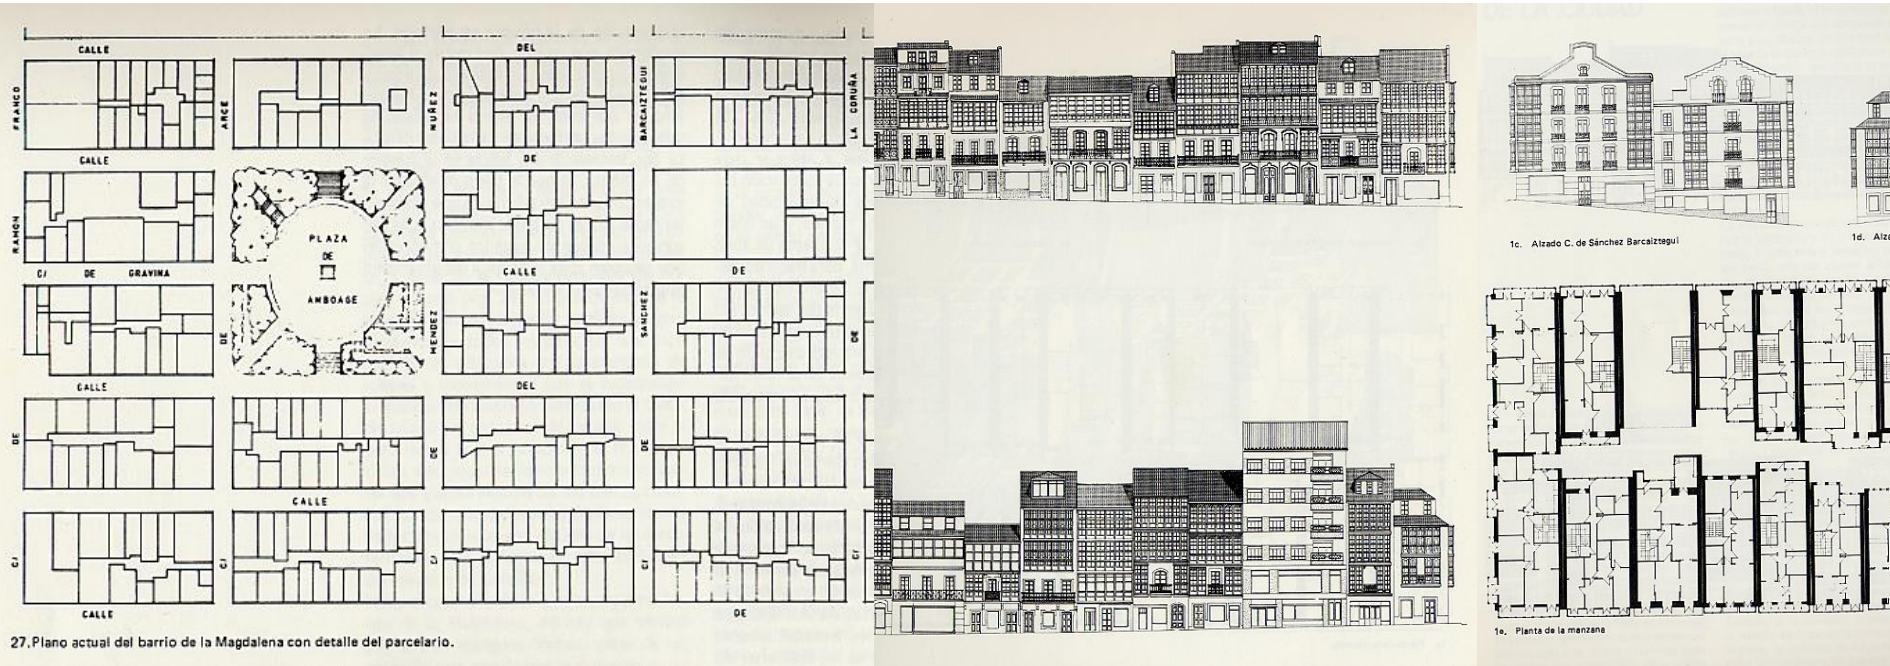 CALLE
DEL
FRANCO
ARCE
NUÑEZ
BARCAIZTEGUI
LA CORUÑA
CALLE
DE
PLAZA
DE
AMBOAGE
RAMON
C/ DE GRAVINA
CALLE
DE
DE
MENDEZ
SANCHEZ
DE
CALLE
DEL
DE
DE
DE
CALLE
C/
C/
C/
C/
C/
CALLE
DE
27.Plano actual del barrio de la Magdalena con detalle del parcelario.
1c. Alzado C. de Sánchez Barcaiztegui
1d. Alza
1e. Planta de la manzana